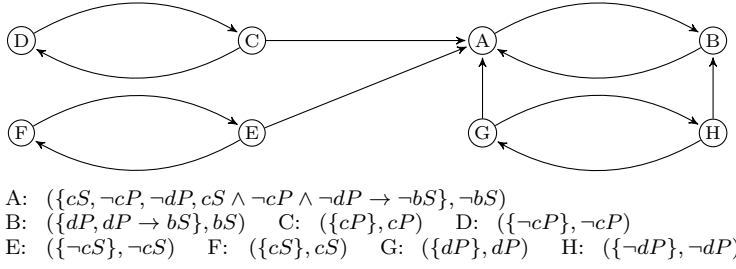 D C A B
F E G H
A: ({cS, ¬cP, ¬dP, cS ∧ ¬cP ∧ ¬dP → ¬bS}, ¬bS)
B: ({dP, dP → bS}, bS) C: ({cP}, cP) D: ({¬cP}, ¬cP)
E: ({¬cS}, ¬cS) F: ({cS}, cS) G: ({dP}, dP) H: ({¬dP}, ¬dP)